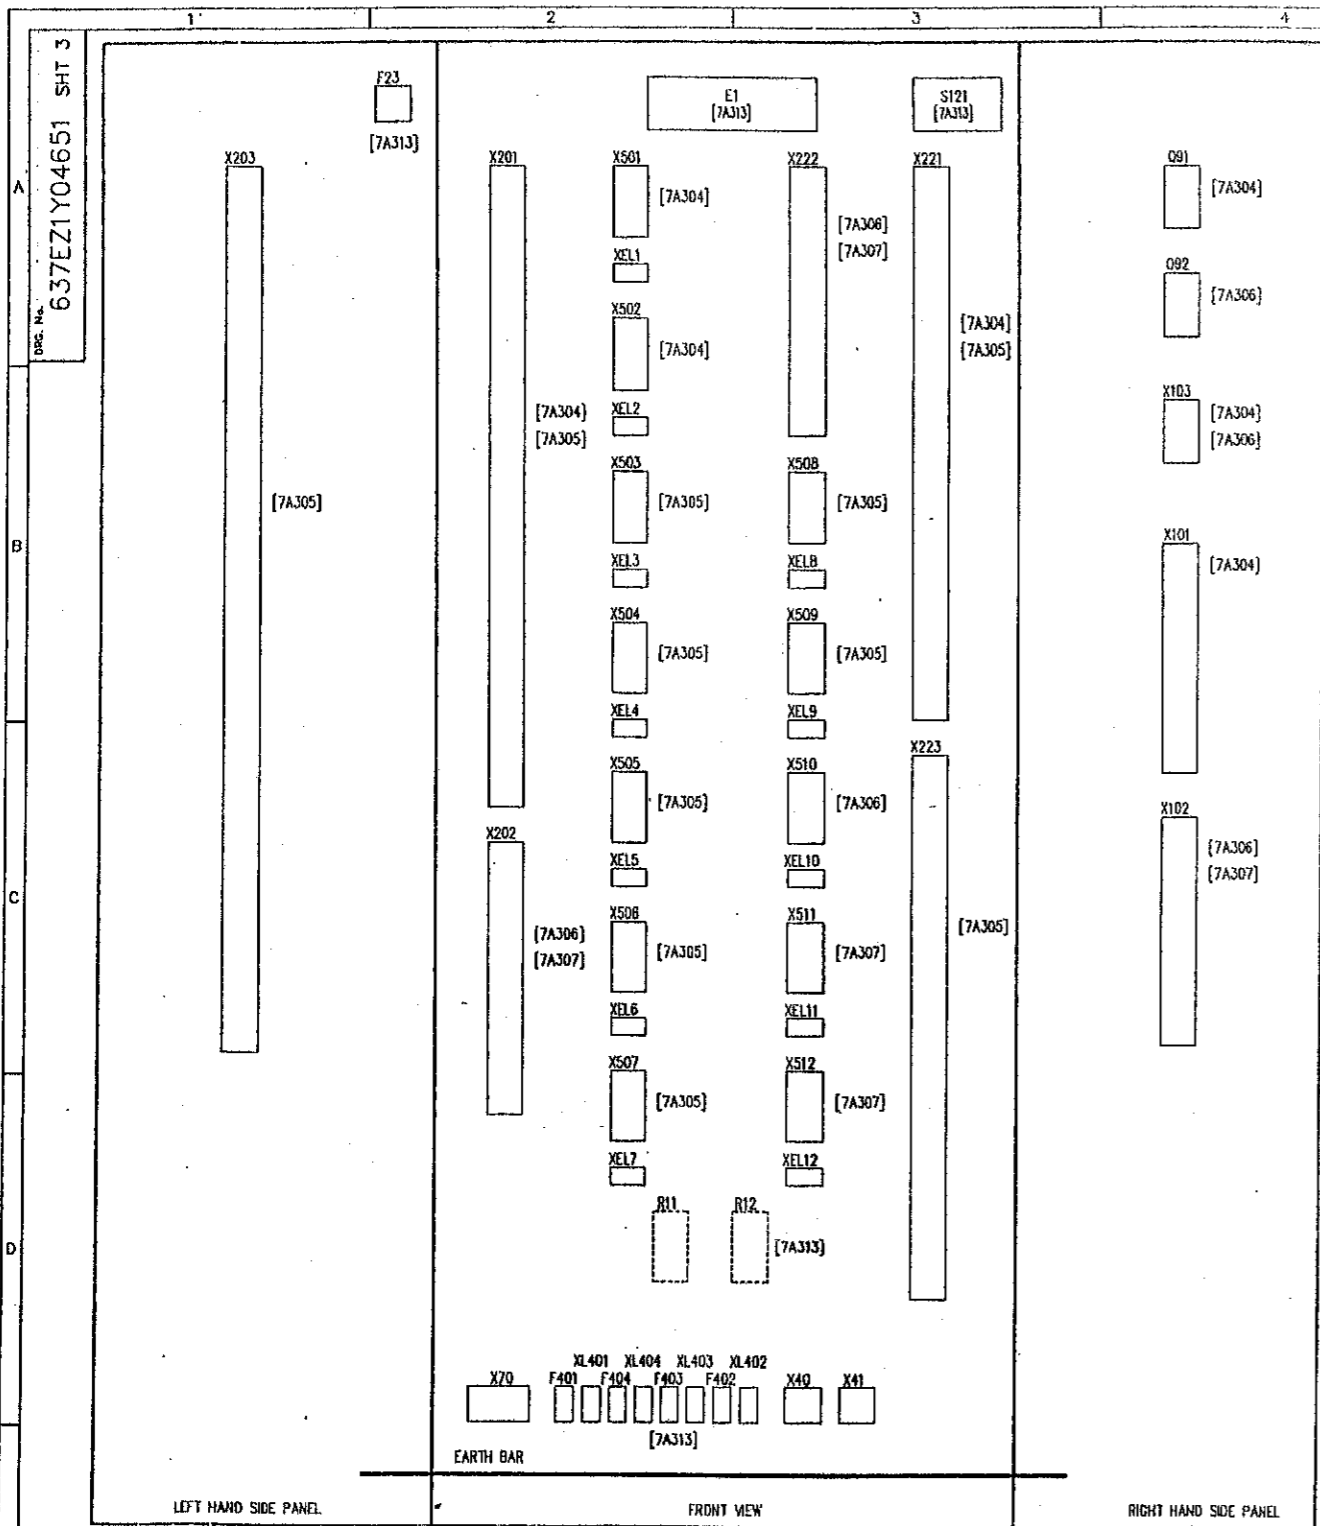 1 2 3 4
DRG. No. 637EZ1Y04651 SHT 3
A
B
C
D
F23
[7A313]
E1
[7A313]
S121
[7A313]
X203
[7A305]
X201
[7A304]
[7A305]
X202
[7A306]
[7A307]
X501
[7A304]
XEL1
X502
[7A304]
XEL2
X503
[7A305]
XEL3
X504
[7A305]
XEL4
X505
[7A305]
XEL5
X506
[7A305]
XEL6
X507
[7A305]
XEL7
X222
[7A306]
[7A307]
X508
[7A305]
XEL8
X509
[7A305]
XEL9
X510
[7A306]
XEL10
X511
[7A307]
XEL11
X512
[7A307]
XEL12
X221
[7A304]
[7A305]
X223
[7A305]
Q91
[7A304]
Q92
[7A306]
X103
[7A304]
[7A306]
X101
[7A304]
X102
[7A306]
[7A307]
R11 R12
[7A313]
XL401 XL404 XL403 XL402
X70 F401 F404 F403 F402 X40 X41
[7A313]
EARTH BAR
LEFT HAND SIDE PANEL FRONT VIEW RIGHT HAND SIDE PANEL